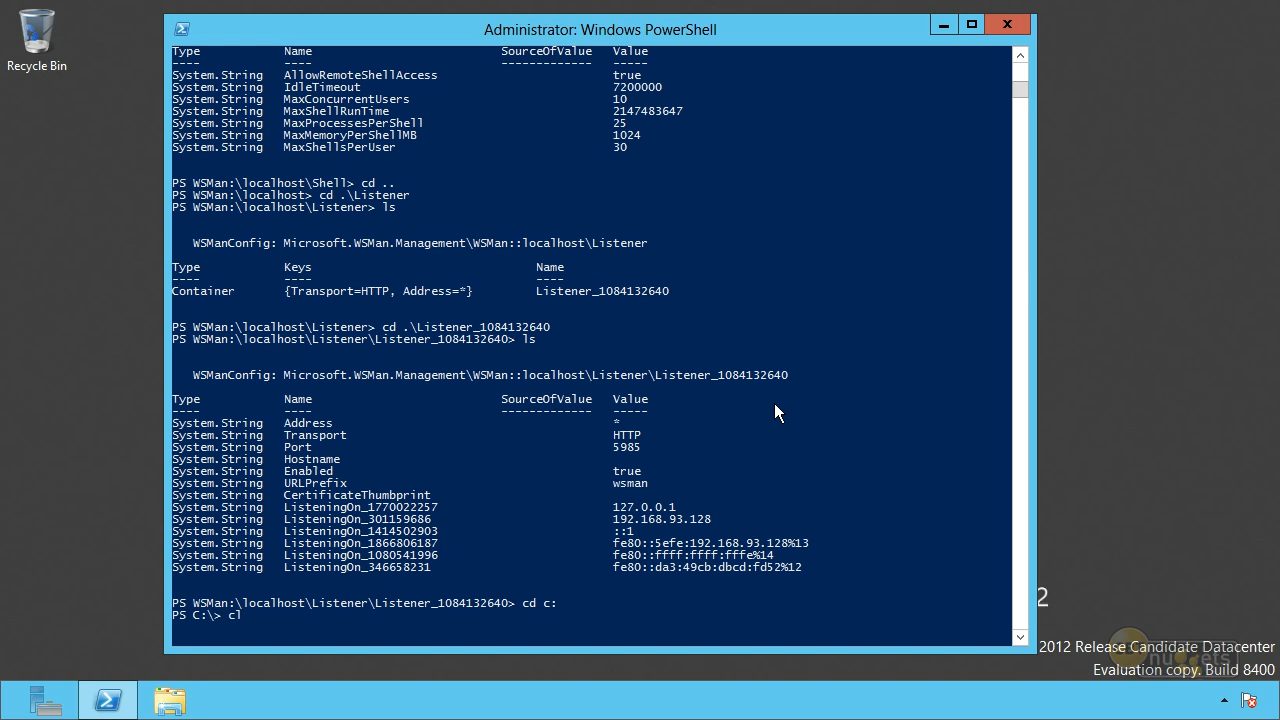 Recycle Bin
Administrator: Windows PowerShell
Type Name SourceOfValue Value
---- ---- ------------- -----
System.String AllowRemoteShellAccess true
System.String IdleTimeout 7200000
System.String MaxConcurrentUsers 10
System.String MaxShellRunTime 2147483647
System.String MaxProcessesPerShell 25
System.String MaxMemoryPerShellMB 1024
System.String MaxShellsPerUser 30
PS WSMan:\localhost\Shell> cd ..
PS WSMan:\localhost> cd .\Listener
PS WSMan:\localhost\Listener> ls
WSManConfig: Microsoft.WSMan.Management\WSMan::localhost\Listener
Type Keys Name
---- ---- ----
Container {Transport=HTTP, Address=*} Listener_1084132640
PS WSMan:\localhost\Listener> cd .\Listener_1084132640
PS WSMan:\localhost\Listener\Listener_1084132640> ls
WSManConfig: Microsoft.WSMan.Management\WSMan::localhost\Listener\Listener_1084132640
Type Name SourceOfValue Value
---- ---- ------------- -----
System.String Address *
System.String Transport HTTP
System.String Port 5985
System.String Hostname
System.String Enabled true
System.String URLPrefix wsman
System.String CertificateThumbprint
System.String ListeningOn_1770022257 127.0.0.1
System.String ListeningOn_301159686 192.168.93.128
System.String ListeningOn_1414502903 ::1
System.String ListeningOn_1866806187 fe80::5efe:192.168.93.128%13
System.String ListeningOn_1080541996 fe80::ffff:ffff:fffe%14
System.String ListeningOn_346658231 fe80::da3:49cb:dbcd:fd52%12
PS WSMan:\localhost\Listener\Listener_1084132640> cd c:
PS C:\> cl
2
2012 Release Candidate Datacenter
nuggets
Evaluation copy. Build 8400